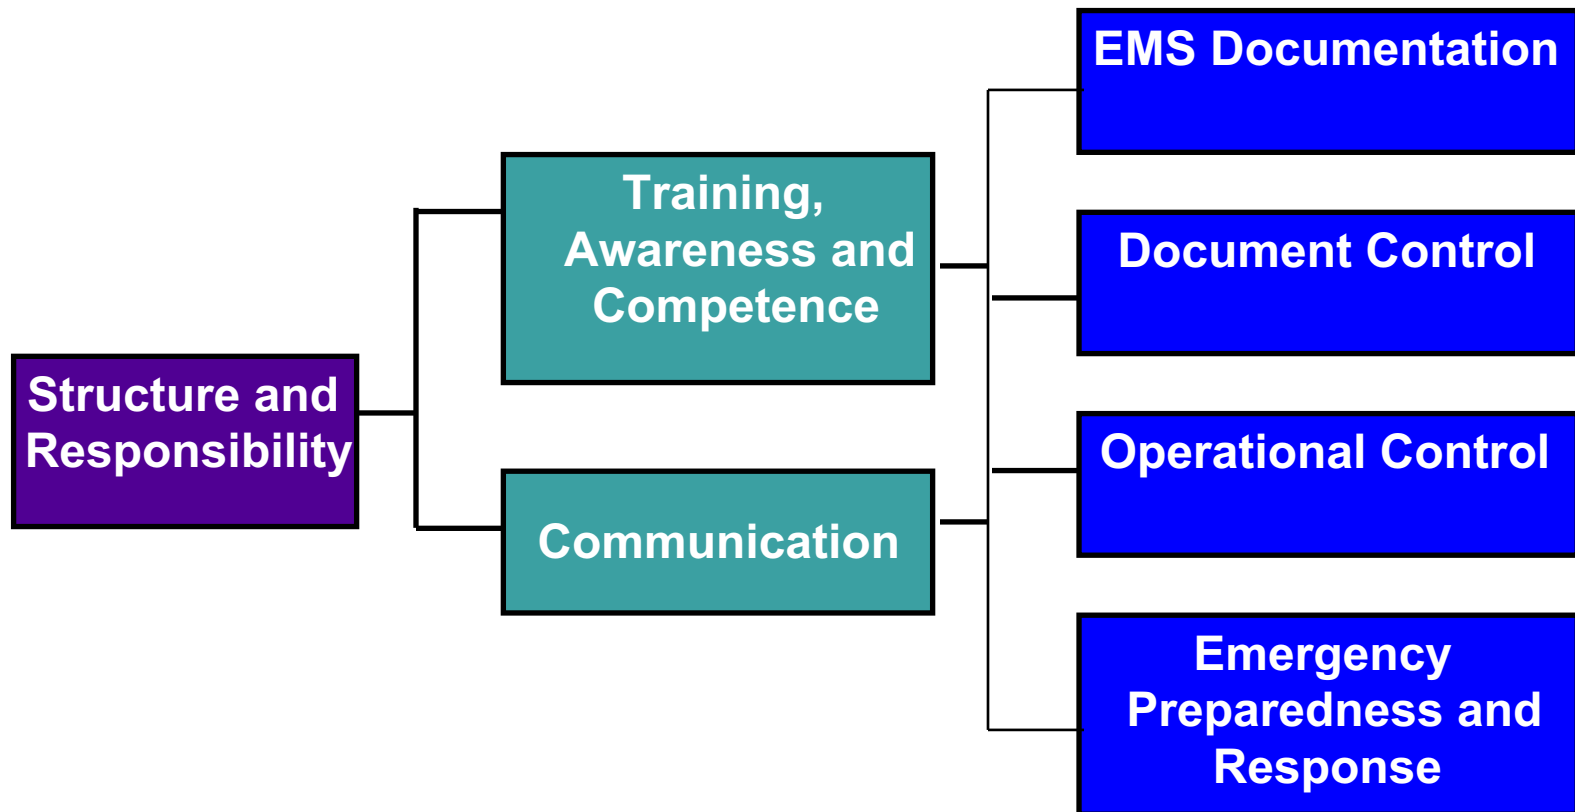 Structure and
Responsibility
Training,
Awareness and
Competence
Communication
EMS Documentation
Document Control
Operational Control
Emergency
Preparedness and
Response